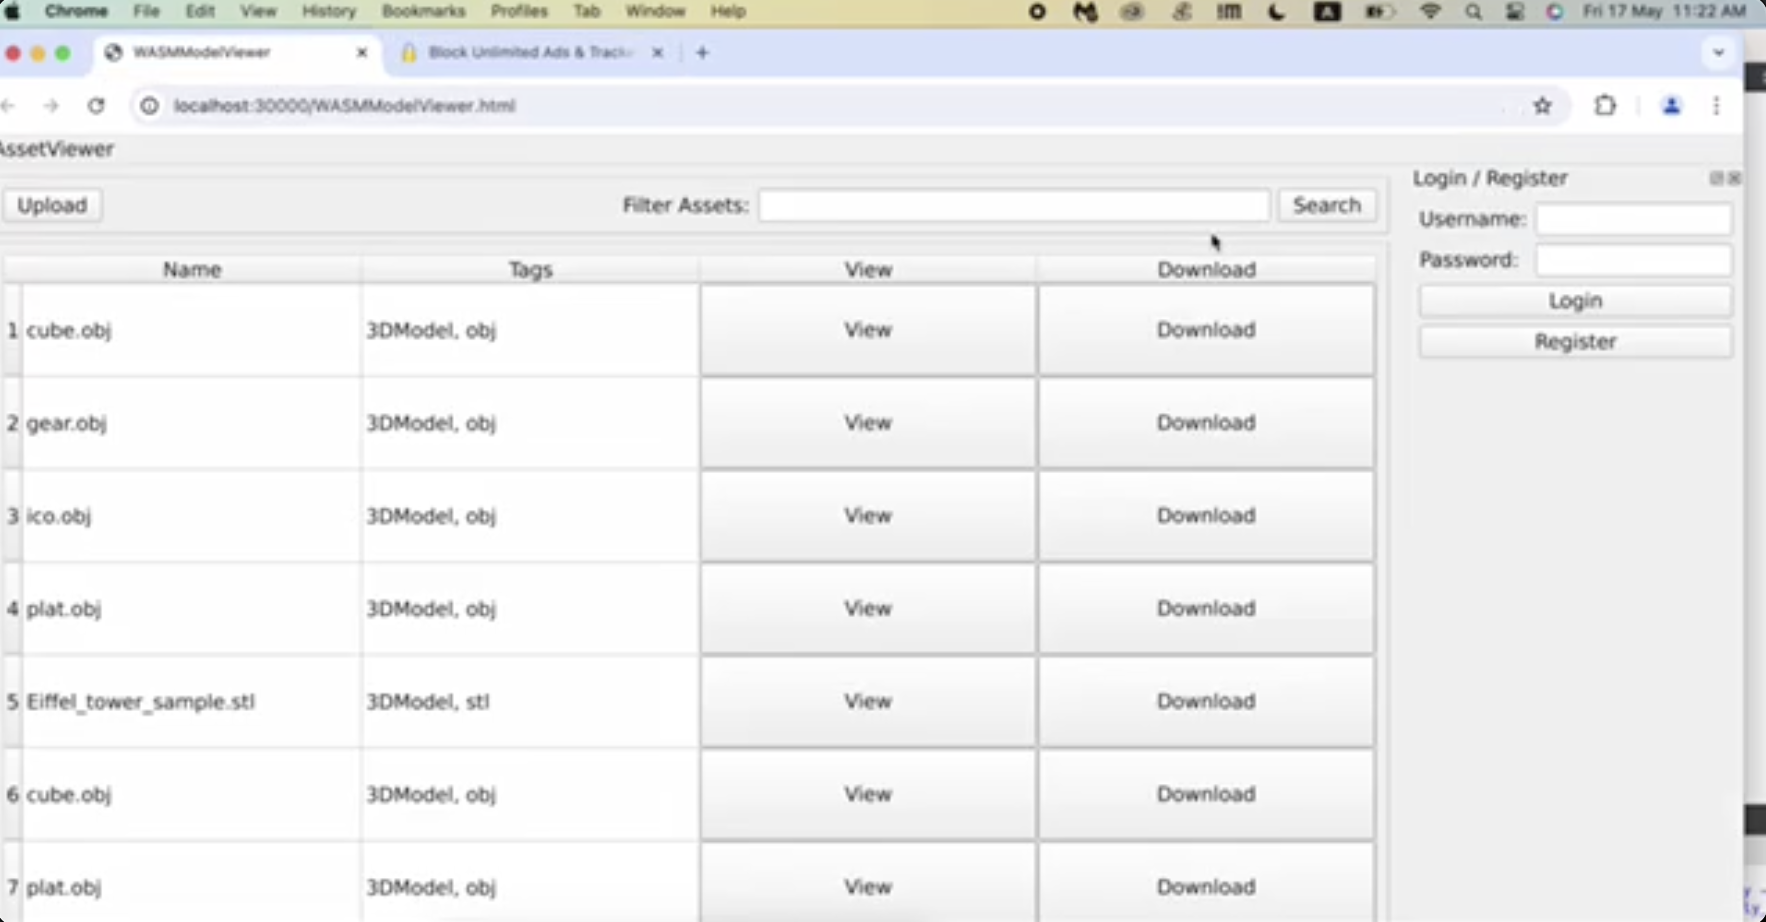 Chrome File Edit View History Bookmarks Profiles Tab Window Help Fri 17 May 11:22 AM
WASMModelViewer Block Unlimited Ads & Track
localhost:30000/WASMModelViewer.html
AssetViewer
Upload Filter Assets: Search
Login / Register
Username:
Password:
Login
Register
Name Tags View Download
1 cube.obj 3DModel, obj View Download
2 gear.obj 3DModel, obj View Download
3 ico.obj 3DModel, obj View Download
4 plat.obj 3DModel, obj View Download
5 Eiffel_tower_sample.stl 3DModel, stl View Download
6 cube.obj 3DModel, obj View Download
7 plat.obj 3DModel, obj View Download